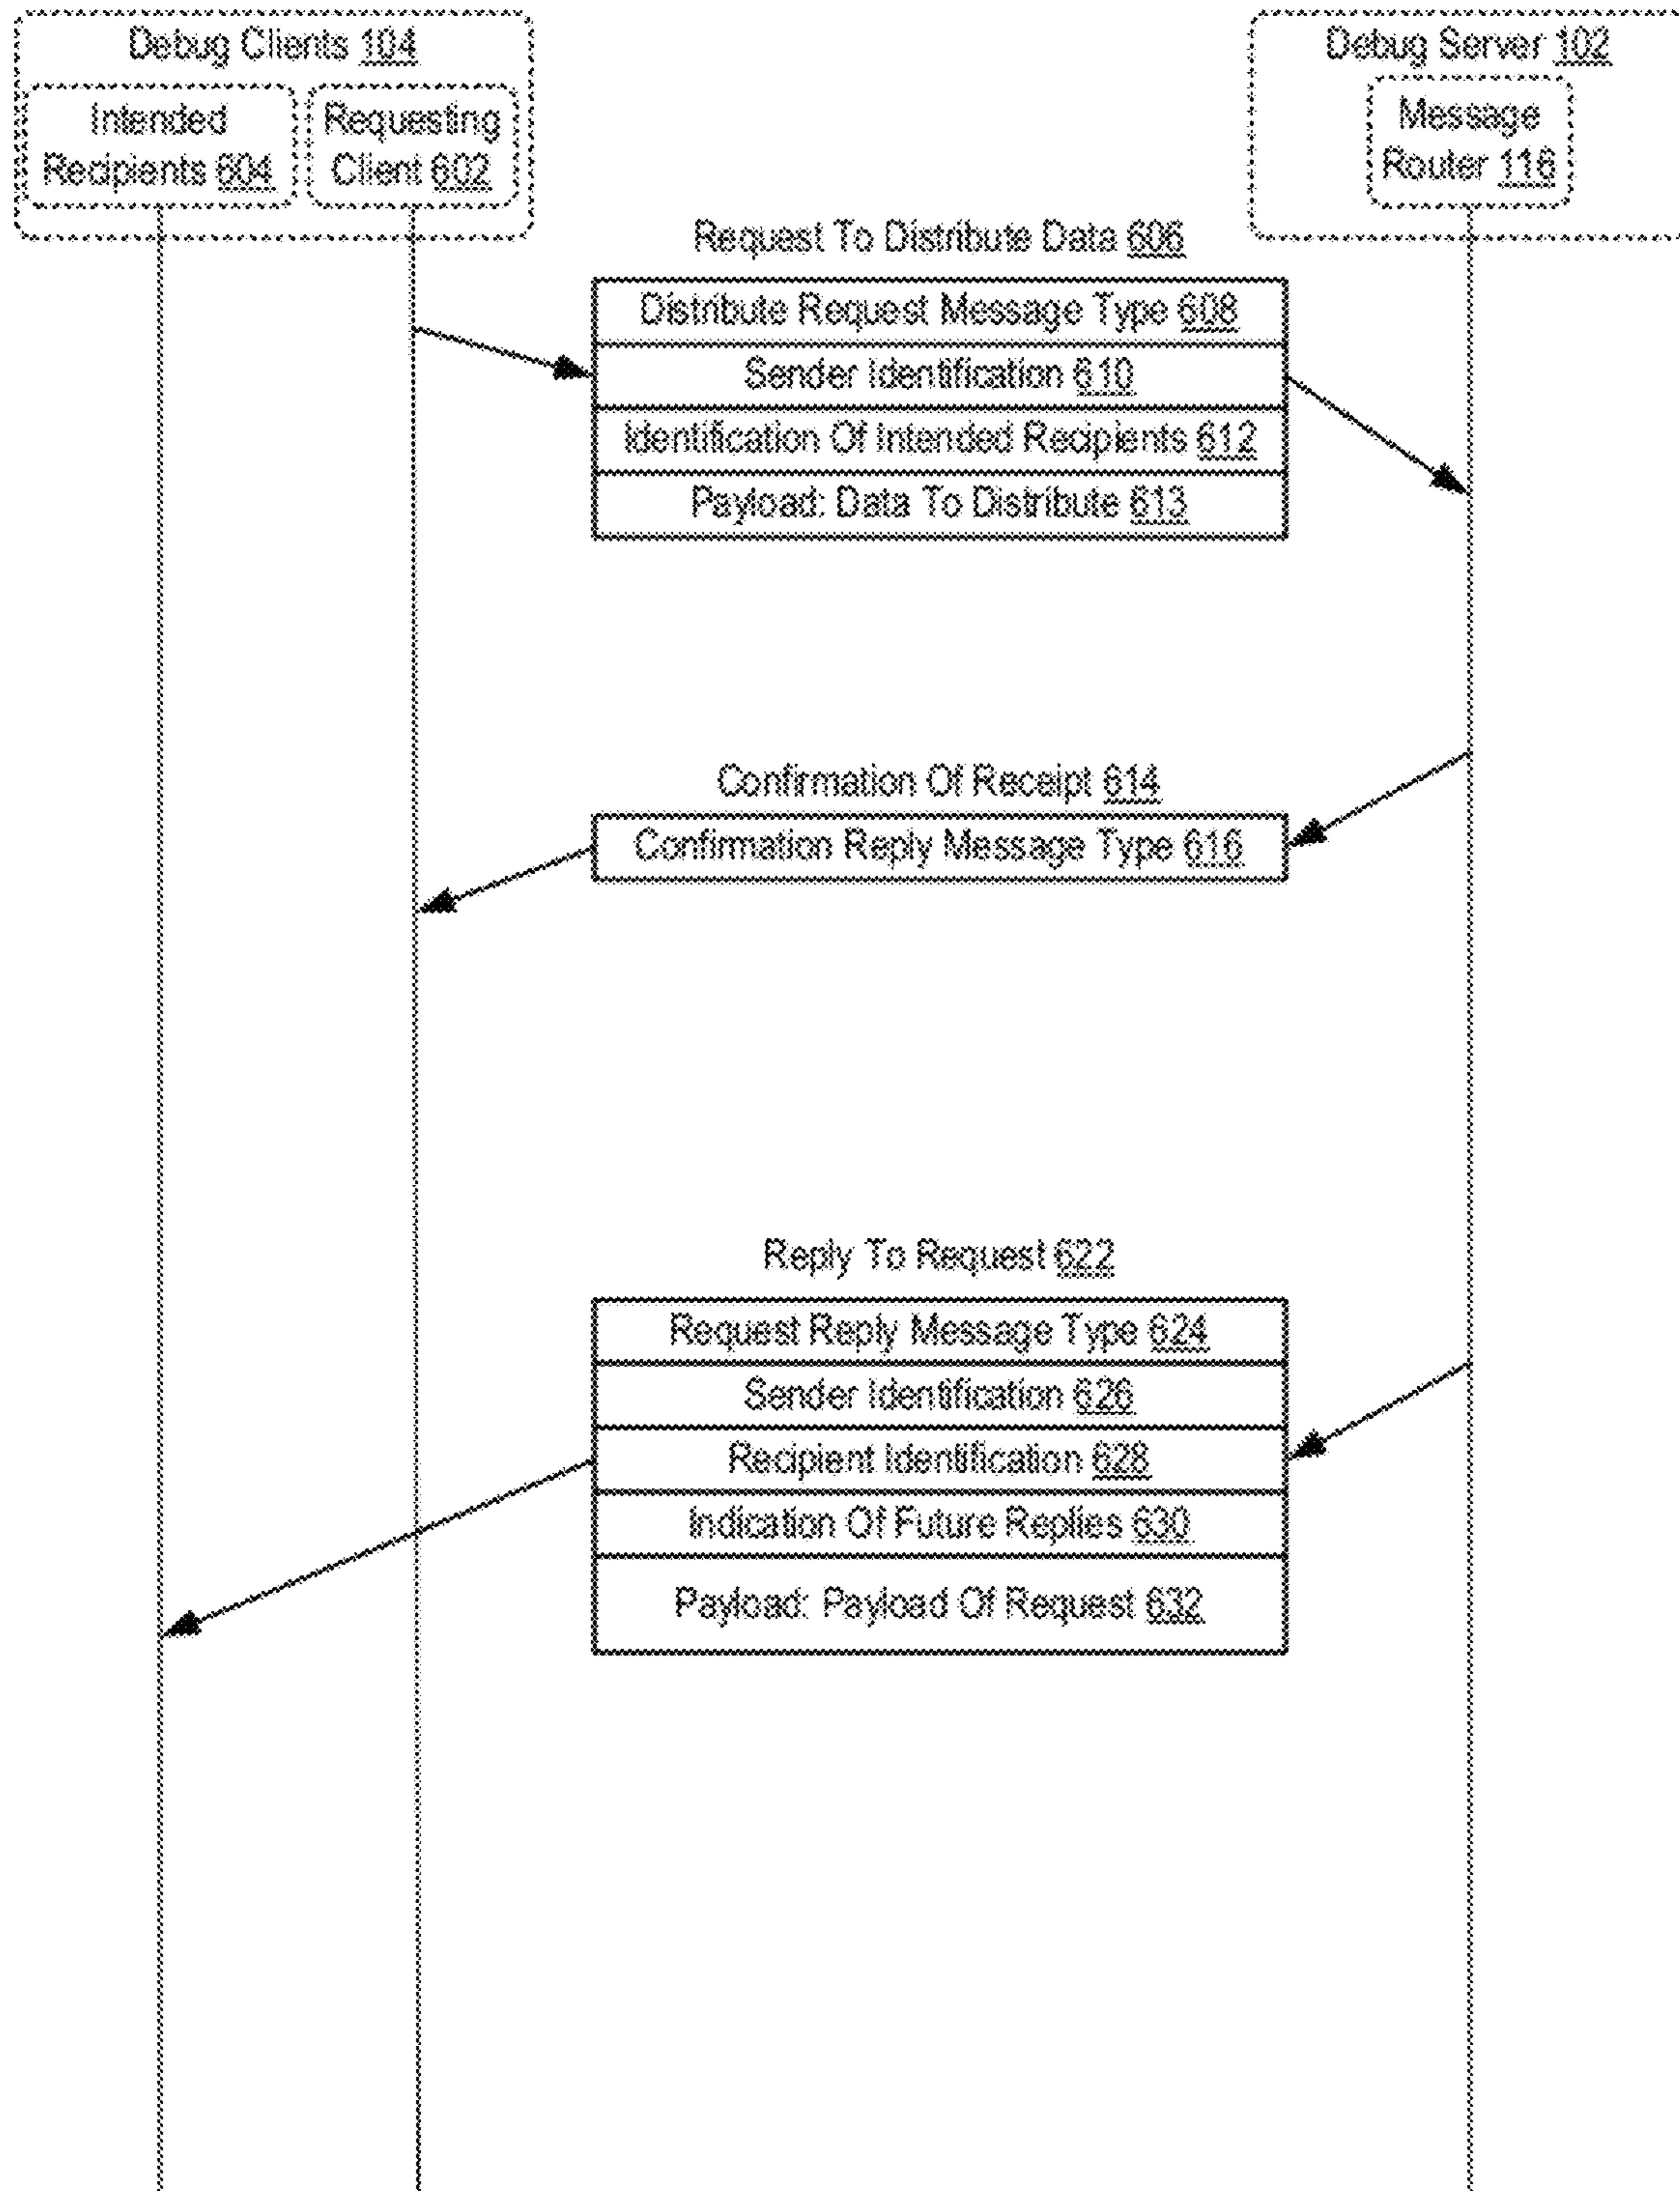 Debug Clients 104
Intended
Recipients 604
Requesting
Client 602
Debug Server 102
Message
Router 116
Request To Distribute Data 606
Distribute Request Message Type 608
Sender Identification 610
Identification Of Intended Recipients 612
Payload: Data To Distribute 613
Confirmation Of Receipt 614
Confirmation Reply Message Type 616
Reply To Request 622
Request Reply Message Type 624
Sender Identification 626
Recipient Identification 628
Indication Of Future Replies 630
Payload: Payload Of Request 632